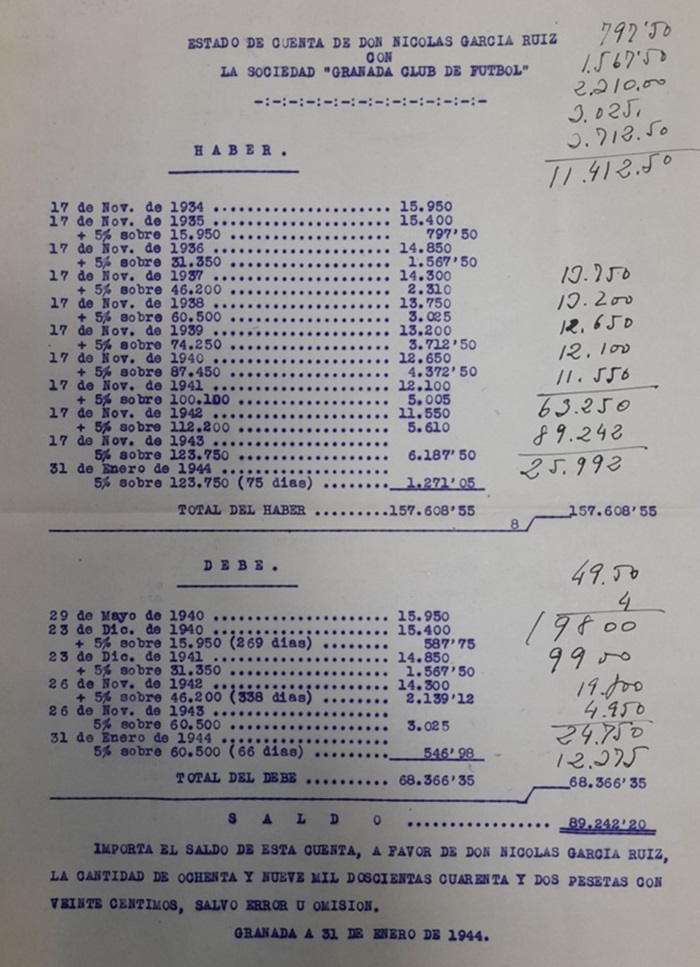 ESTADO DE CUENTA DE DON NICOLAS GARCIA RUIZ
CON
LA SOCIEDAD "GRANADA CLUB DE FUTBOL"
-:-:-:-:-:-:-:-:-:-:-:-:-:-
797'50
1.567'50
2.210.00
3.025.
3.712.50
11.412.50
HABER.
17 de Nov. de 1934 ..................... 15.950
17 de Nov. de 1935 ..................... 15.400
+ 5% sobre 15.950 .................... 797'50
17 de Nov. de 1936 ..................... 14.850
+ 5% sobre 31.350 .................... 1.567'50
17 de Nov. de 1937 ..................... 14.300
+ 5% sobre 46.200 .................... 2.310
17 de Nov. de 1938 ..................... 13.750
+ 5% sobre 60.500 .................... 3.025
17 de Nov. de 1939 ..................... 13.200
+ 5% sobre 74.250 .................... 3.712'50
17 de Nov. de 1940 ..................... 12.650
+ 5% sobre 87.450 .................... 4.372'50
17 de Nov. de 1941 ..................... 12.100
+ 5% sobre 100.100 ................... 5.005
17 de Nov. de 1942 ..................... 11.550
+ 5% sobre 112.200 ................... 5.610
17 de Nov. de 1943 .....................
5% sobre 123.750 ................... 6.187'50
31 de Enero de 1944 ....................
5% sobre 123.750 (75 dias) ........ 1.271'05
TOTAL DEL HABER .........157.608'55 157.608'55
8
13.750
13.200
12.650
12.100
11.550
63.250
89.242
25.992
DEBE.
29 de Mayo de 1940 ..................... 15.950
23 de Dic. de 1940 ..................... 15.400
+ 5% sobre 15.950 (269 dias) ......... 587'75
23 de Dic. de 1941 ..................... 14.850
+ 5% sobre 31.350 .................... 1.567'50
26 de Nov. de 1942 ..................... 14.300
+ 5% sobre 46.200 (338 dias) ......... 2.139'12
26 de Nov. de 1943 .....................
5% sobre 60.500 .................... 3.025
31 de Enero de 1944 ....................
5% sobre 60.500 (66 dias) ......... 546'98
TOTAL DEL DEBE .......... 68.366'35 68.366'35
49.50
4
19800
9900
19.800
4.950
24.750
12.375
SALDO ................. 89.242'20
IMPORTA EL SALDO DE ESTA CUENTA, A FAVOR DE DON NICOLAS GARCIA RUIZ,
LA CANTIDAD DE OCHENTA Y NUEVE MIL DOSCIENTAS CUARENTA Y DOS PESETAS CON
VEINTE CENTIMOS, SALVO ERROR U OMISION.
GRANADA A 31 DE ENERO DE 1944.